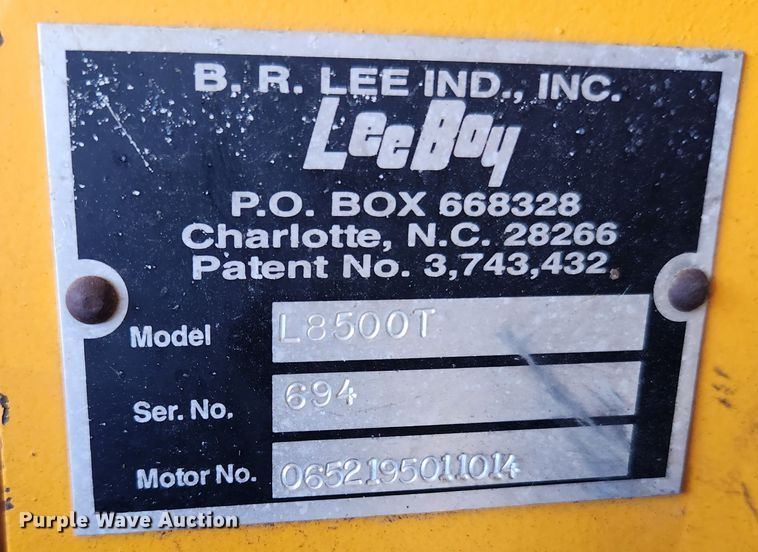 B. R. LEE IND., INC.
LeeBoy
P.O. BOX 668328
Charlotte, N.C. 28266
Patent No. 3,743,432
Model L8500T
Ser. No. 694
Motor No. 0652195011014
Purple Wave Auction